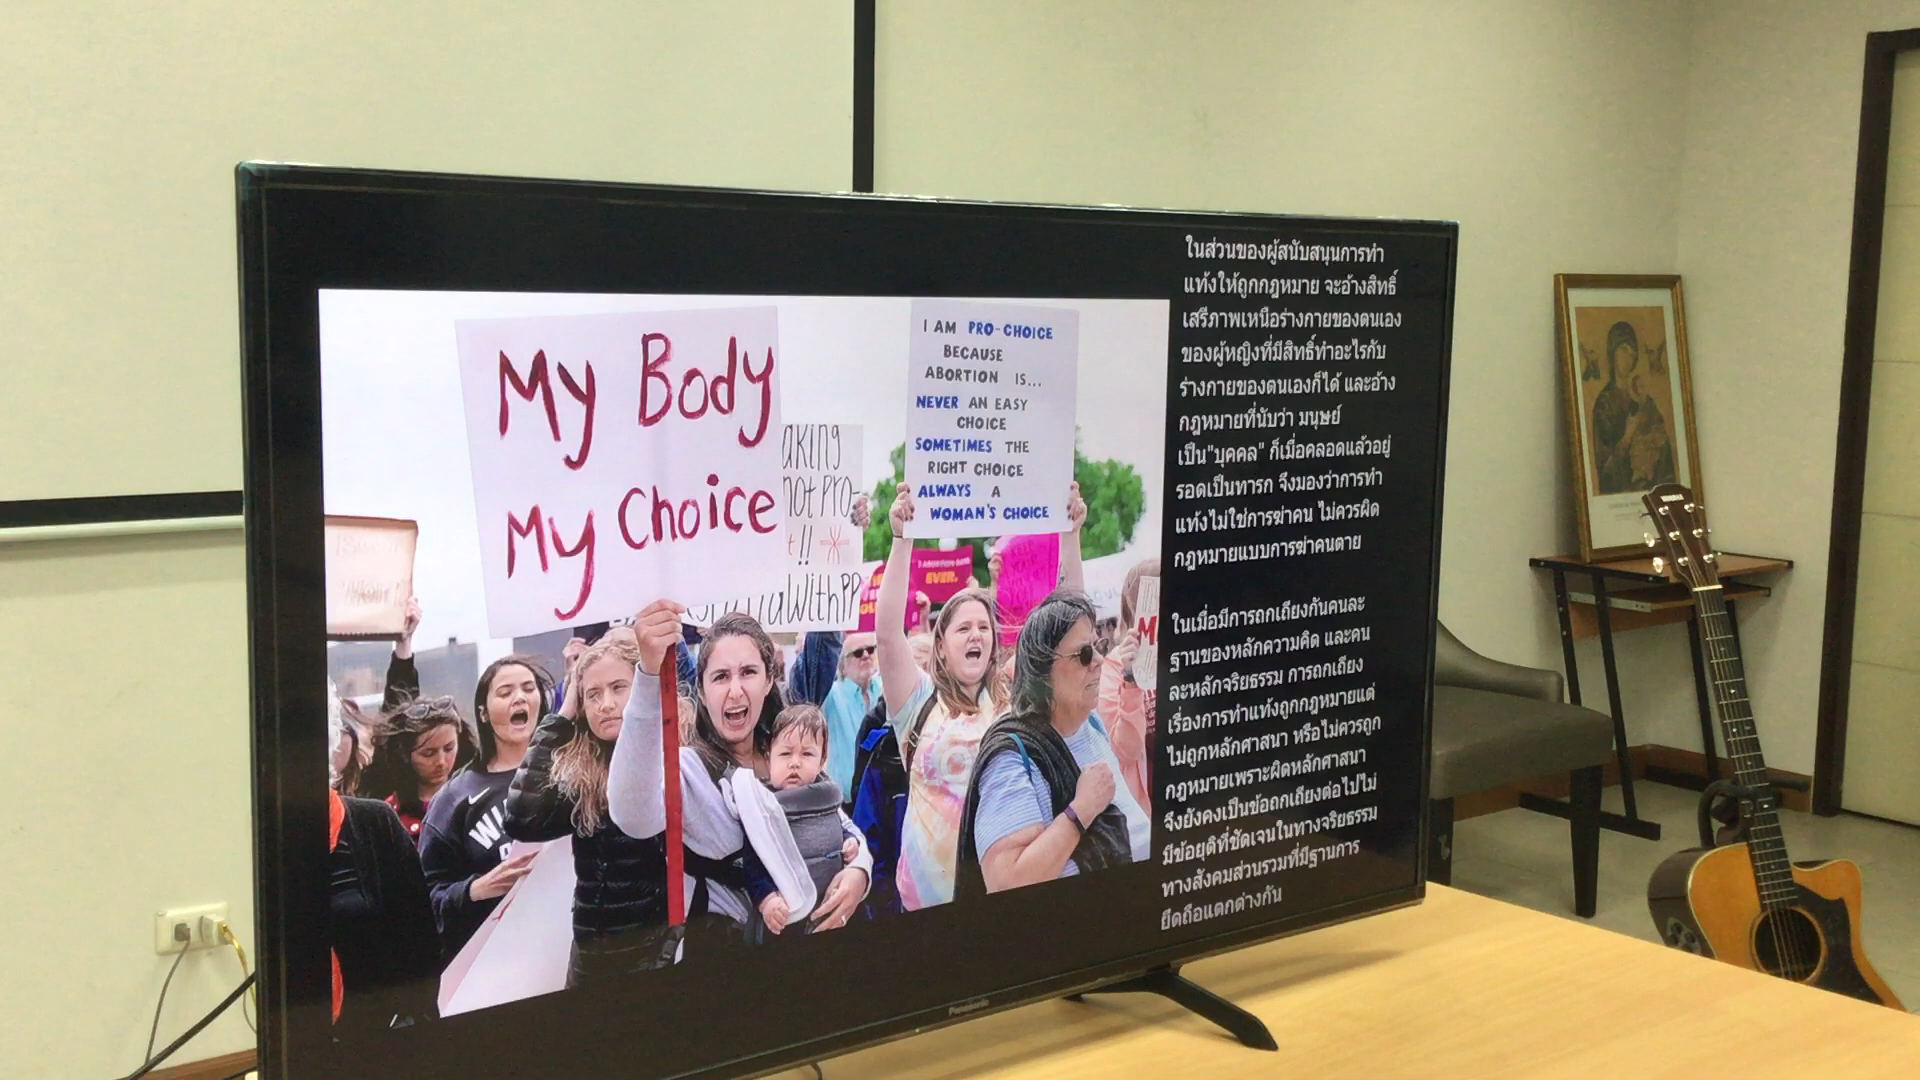 My Body
My Choice
I AM PRO-CHOICE
BECAUSE
ABORTION IS...
NEVER AN EASY
CHOICE
SOMETIMES THE
RIGHT CHOICE
ALWAYS A
WOMAN'S CHOICE
aking
not pro-
t!!
WithPP
EVER.
M
ในส่วนของผู้สนับสนุนการทำ
แท้งให้ถูกกฎหมาย จะอ้างสิทธิ์
เสรีภาพเหนือร่างกายของตนเอง
ของผู้หญิงที่มีสิทธิ์ทำอะไรกับ
ร่างกายของตนเองก็ได้ และอ้าง
กฎหมายที่นับว่า มนุษย์
เป็น"บุคคล" ก็เมื่อคลอดแล้วอยู่
รอดเป็นทารก จึงมองว่าการทำ
แท้งไม่ใช่การฆ่าคน ไม่ควรผิด
กฎหมายแบบการฆ่าคนตาย
ในเมื่อมีการถกเถียงกันคนละ
ฐานของหลักความคิด และคน
ละหลักจริยธรรม การถกเถียง
เรื่องการทำแท้งถูกกฎหมายแต่
ไม่ถูกหลักศาสนา หรือไม่ควรถูก
กฎหมายเพราะผิดหลักศาสนา
จึงยังคงเป็นข้อถกเถียงต่อไปไม่
มีข้อยุติที่ชัดเจนในทางจริยธรรม
ทางสังคมส่วนรวมที่มีฐานการ
ยึดถือแตกต่างกัน
Panasonic